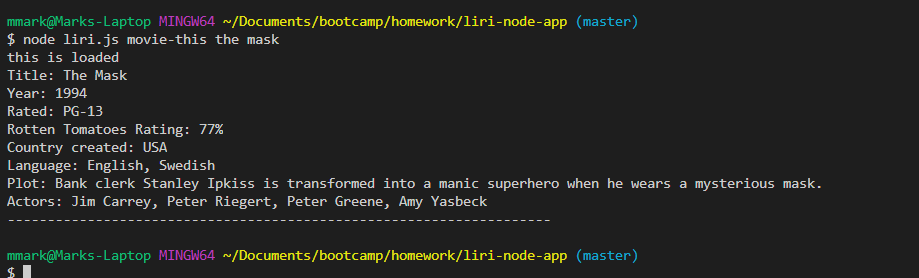 mmark@Marks-Laptop MINGW64 ~/Documents/bootcamp/homework/liri-node-app (master)
$ node liri.js movie-this the mask
this is loaded
Title: The Mask
Year: 1994
Rated: PG-13
Rotten Tomatoes Rating: 77%
Country created: USA
Language: English, Swedish
Plot: Bank clerk Stanley Ipkiss is transformed into a manic superhero when he wears a mysterious mask.
Actors: Jim Carrey, Peter Riegert, Peter Greene, Amy Yasbeck
--------------------------------------------------------------------
mmark@Marks-Laptop MINGW64 ~/Documents/bootcamp/homework/liri-node-app (master)
$